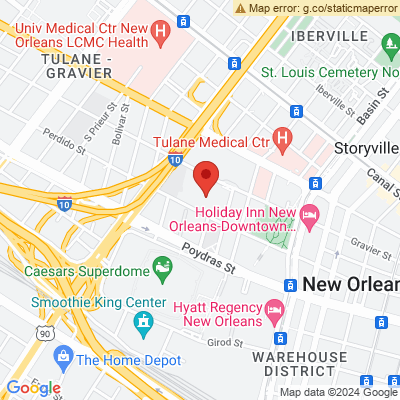 Map error: g.co/staticmaperror
Univ Medical Ctr New
Orleans LCMC Health
IBERVILLE
TULANE -
GRAVIER
St. Louis Cemetery No
Iberville St
Basin St
S Prieur St
Bolivar St
Perdido St
Tulane Medical Ctr
Storyville
10
Canal S
10
Holiday Inn New
Orleans-Downtown...
Gravier St
Poydras St
Caesars Superdome
New Orlean
Smoothie King
Center
Hyatt Regency
New Orleans
90
Girod St
The Home Depot
WAREHOUSE
DISTRICT
Google
Map data ©2024 Google